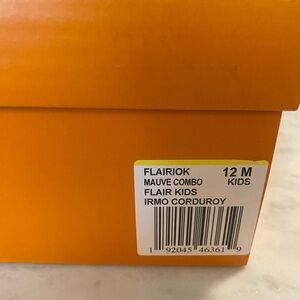 FLAIRIOK 12 M
MAUVE COMBO KIDS
FLAIR KIDS
IRMO CORDUROY
1 92045 46361 9